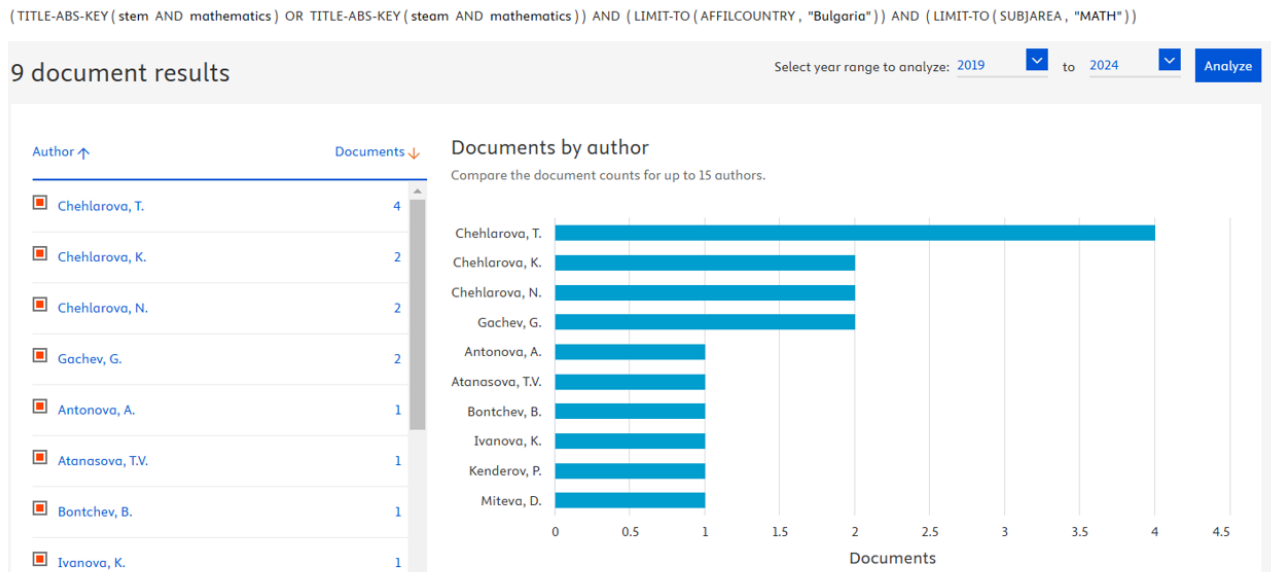 ( TITLE-ABS-KEY ( stem AND mathematics ) OR TITLE-ABS-KEY ( steam AND mathematics ) ) AND ( LIMIT-TO ( AFFILCOUNTRY , "Bulgaria" ) ) AND ( LIMIT-TO ( SUBJAREA , "MATH" ) )
9 document results
Select year range to analyze: 2019 to 2024 Analyze
Author Documents
Chehlarova, T. 4
Chehlarova, K. 2
Chehlarova, N. 2
Gachev, G. 2
Antonova, A. 1
Atanasova, T.V. 1
Bontchev, B. 1
Ivanova, K. 1
Documents by author
Compare the document counts for up to 15 authors.
Chehlarova, T.
Chehlarova, K.
Chehlarova, N.
Gachev, G.
Antonova, A.
Atanasova, T.V.
Bontchev, B.
Ivanova, K.
Kenderov, P.
Miteva, D.
0 0.5 1 1.5 2 2.5 3 3.5 4 4.5
Documents